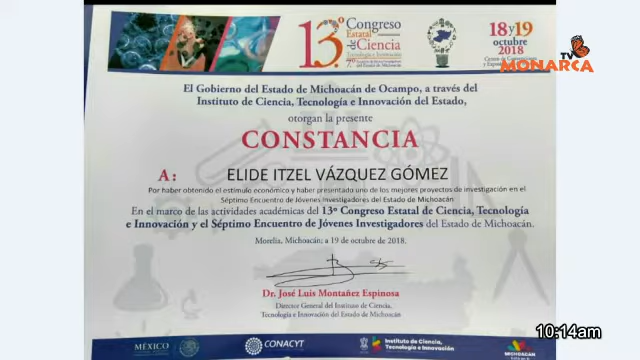 13.º Congreso
Estatal
de Ciencia
Tecnología e Innovación
18 y 19
octubre
2018
TV
MONARCA
El Gobierno del Estado de Michoacán de Ocampo, a través del
Instituto de Ciencia, Tecnología e Innovación del Estado,
otorgan la presente
CONSTANCIA
A: ELIDE ITZEL VÁZQUEZ GÓMEZ
Por haber obtenido el estímulo económico y haber presentado uno de los mejores proyectos de investigación en el
Séptimo Encuentro de Jóvenes Investigadores del Estado de Michoacán
En el marco de las actividades académicas del 13º Congreso Estatal de Ciencia, Tecnología
e Innovación y el Séptimo Encuentro de Jóvenes Investigadores del Estado de Michoacán.
Morelia, Michoacán; a 19 de octubre de 2018.
Dr. José Luis Montañez Espinosa
Director General del Instituto de Ciencia,
Tecnología e Innovación del Estado de Michoacán
MÉXICO
CONACYT
Instituto de Ciencia,
Tecnología e Innovación
MICHOACÁN
10:14am